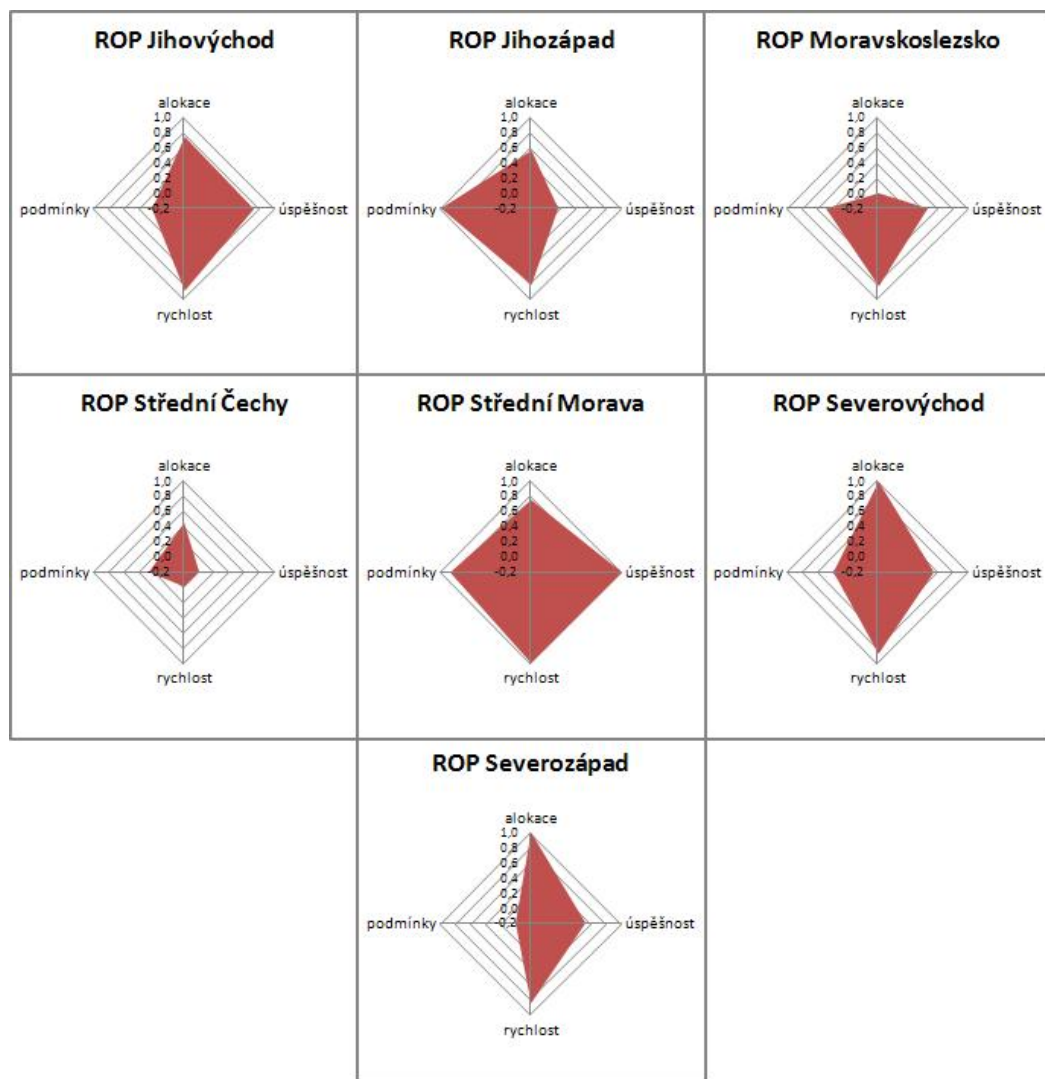 ROP Jihovýchod
alokace
1,0
0,8
0,6
0,4
0,2
0,0
-0,2
podmínky
úspěšnost
rychlost
ROP Jihozápad
alokace
1,0
0,8
0,6
0,4
0,2
0,0
-0,2
podmínky
úspěšnost
rychlost
ROP Moravskoslezsko
alokace
1,0
0,8
0,6
0,4
0,2
0,0
-0,2
podmínky
úspěšnost
rychlost
ROP Střední Čechy
alokace
1,0
0,8
0,6
0,4
0,2
0,0
-0,2
podmínky
úspěšnost
rychlost
ROP Střední Morava
alokace
1,0
0,8
0,6
0,4
0,2
0,0
-0,2
podmínky
úspěšnost
rychlost
ROP Severovýchod
alokace
1,0
0,8
0,6
0,4
0,2
0,0
-0,2
podmínky
úspěšnost
rychlost
ROP Severozápad
alokace
1,0
0,8
0,6
0,4
0,2
0,0
-0,2
podmínky
úspěšnost
rychlost